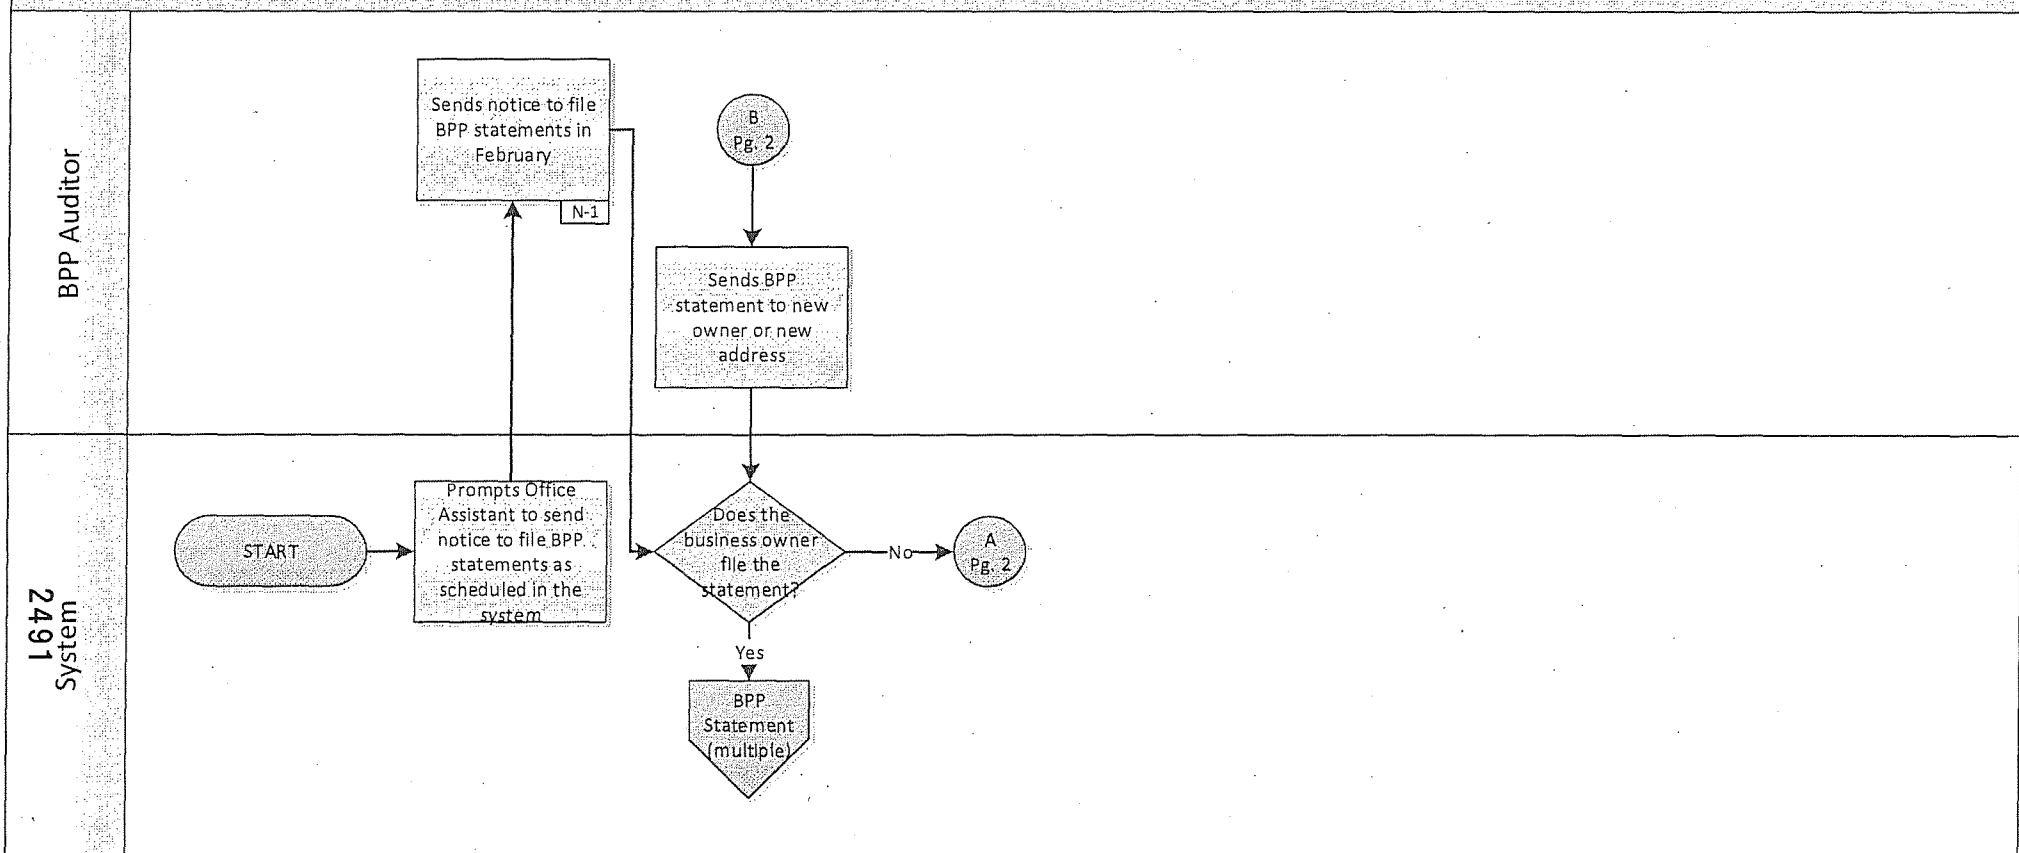 BPP Auditor
Sends notice to file
BPP statements in
February
N-1
B
Pg. 2
Sends BPP
statement to new
owner or new
address
System
2491
START
Prompts Office
Assistant to send
notice to file BPP
statements as
scheduled in the
system
Does the
business owner
file the
statement?
No
A
Pg. 2
Yes
BPP
Statement
(multiple)